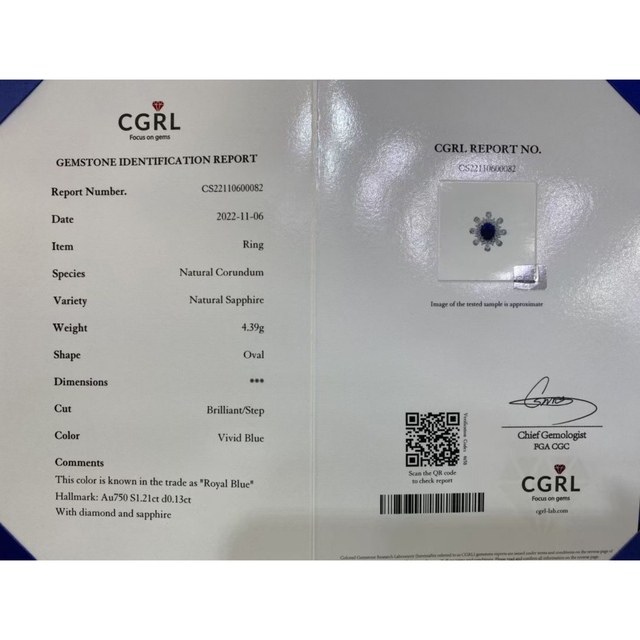 CGRL
Focus on gems
GEMSTONE IDENTIFICATION REPORT
Report Number. CS22110600082
Date 2022-11-06
Item Ring
Species Natural Corundum
Variety Natural Sapphire
Weight 4.39g
Shape Oval
Dimensions ***
Cut Brilliant/Step
Color Vivid Blue
Comments
This color is known in the trade as "Royal Blue"
Hallmark: Au750 S1.21ct d0.13ct
With diamond and sapphire
CGRL REPORT NO.
CS22110600082
Image of the tested sample is approximate
Chief Gemologist
FGA CGC
Scan the QR code
to check report
CGRL
Focus on gems
cgrl-lab.com